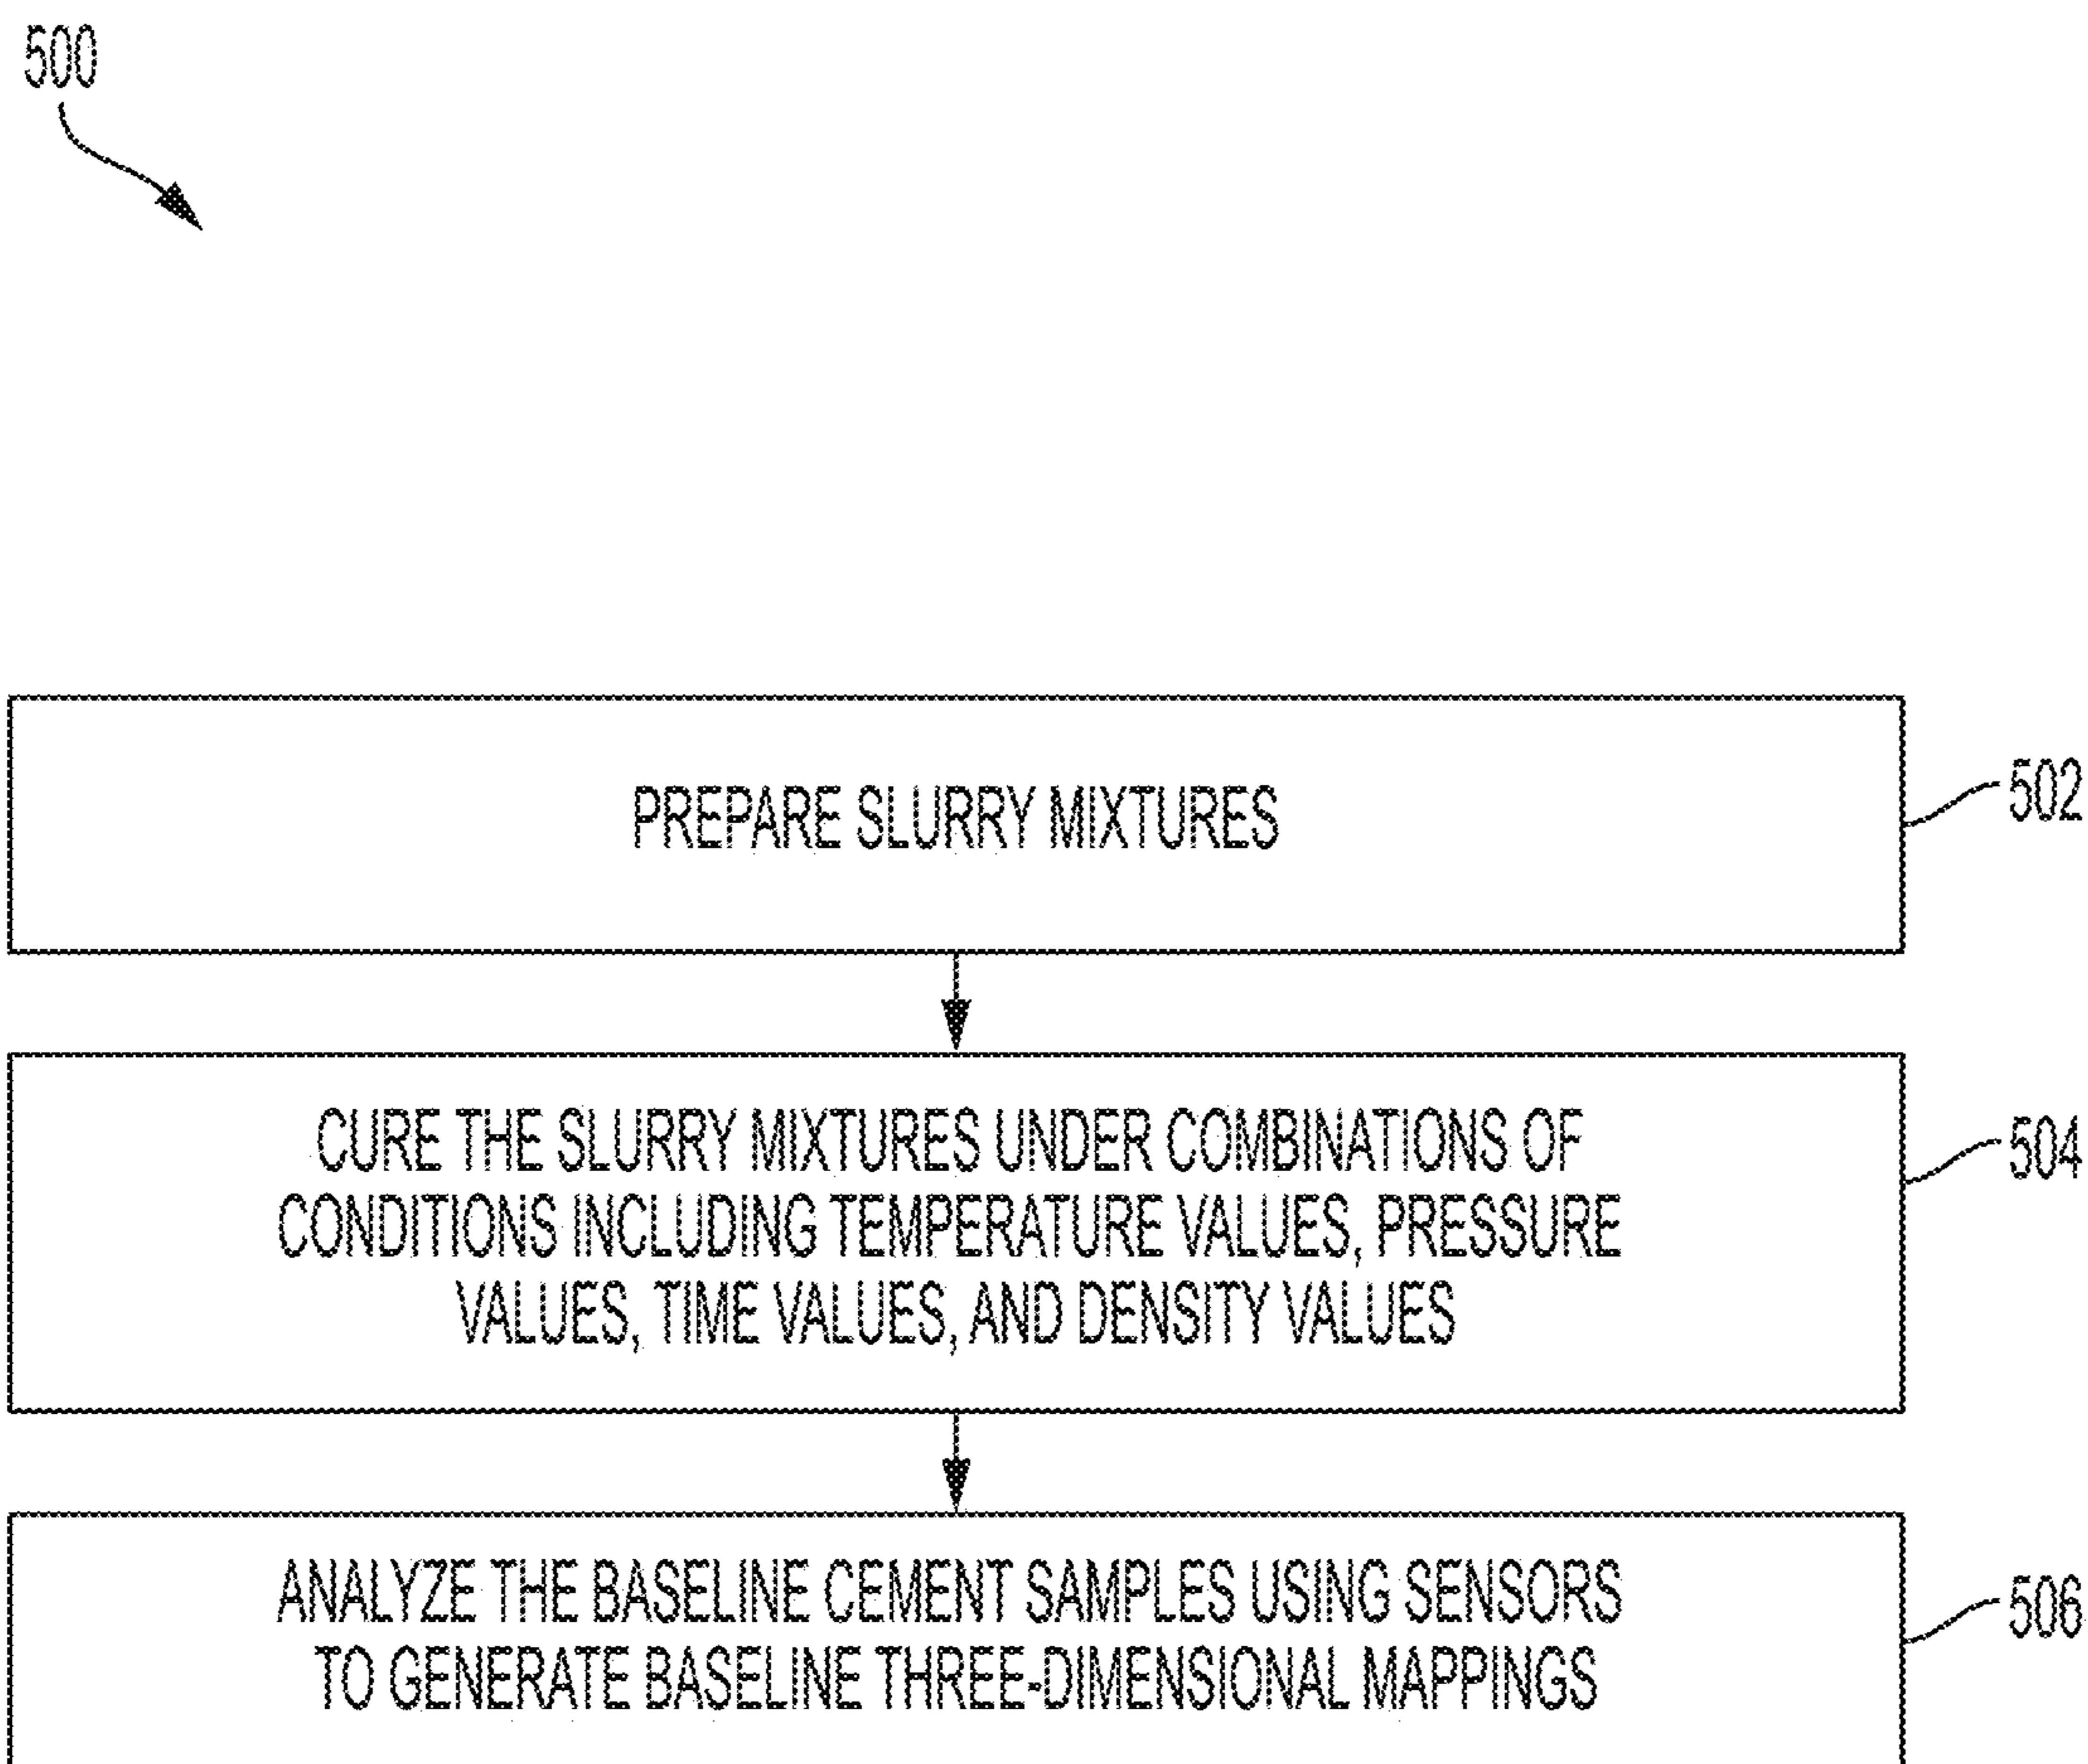 500
PREPARE SLURRY MIXTURES
502
CURE THE SLURRY MIXTURES UNDER COMBINATIONS OF
CONDITIONS INCLUDING TEMPERATURE VALUES, PRESSURE
VALUES, TIME VALUES, AND DENSITY VALUES
504
ANALYZE THE BASELINE CEMENT SAMPLES USING SENSORS
TO GENERATE BASELINE THREE-DIMENSIONAL MAPPINGS
506